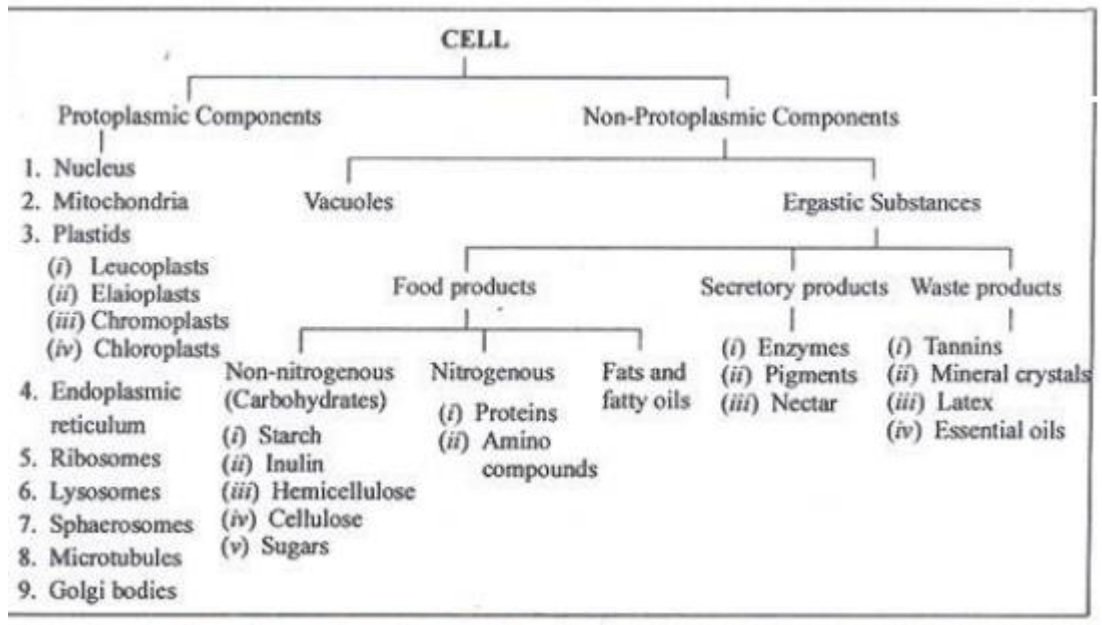 CELL
Protoplasmic Components
Non-Protoplasmic Components
1. Nucleus
2. Mitochondria
3. Plastids
(i) Leucoplasts
(ii) Elaioplasts
(iii) Chromoplasts
(iv) Chloroplasts
4. Endoplasmic
reticulum
5. Ribosomes
6. Lysosomes
7. Sphaerosomes
8. Microtubules
9. Golgi bodies
Vacuoles
Ergastic Substances
Food products
Secretory products
Waste products
Non-nitrogenous
(Carbohydrates)
(i) Starch
(ii) Inulin
(iii) Hemicellulose
(iv) Cellulose
(v) Sugars
Nitrogenous
(i) Proteins
(ii) Amino
compounds
Fats and
fatty oils
(i) Enzymes
(ii) Pigments
(iii) Nectar
(i) Tannins
(ii) Mineral crystals
(iii) Latex
(iv) Essential oils